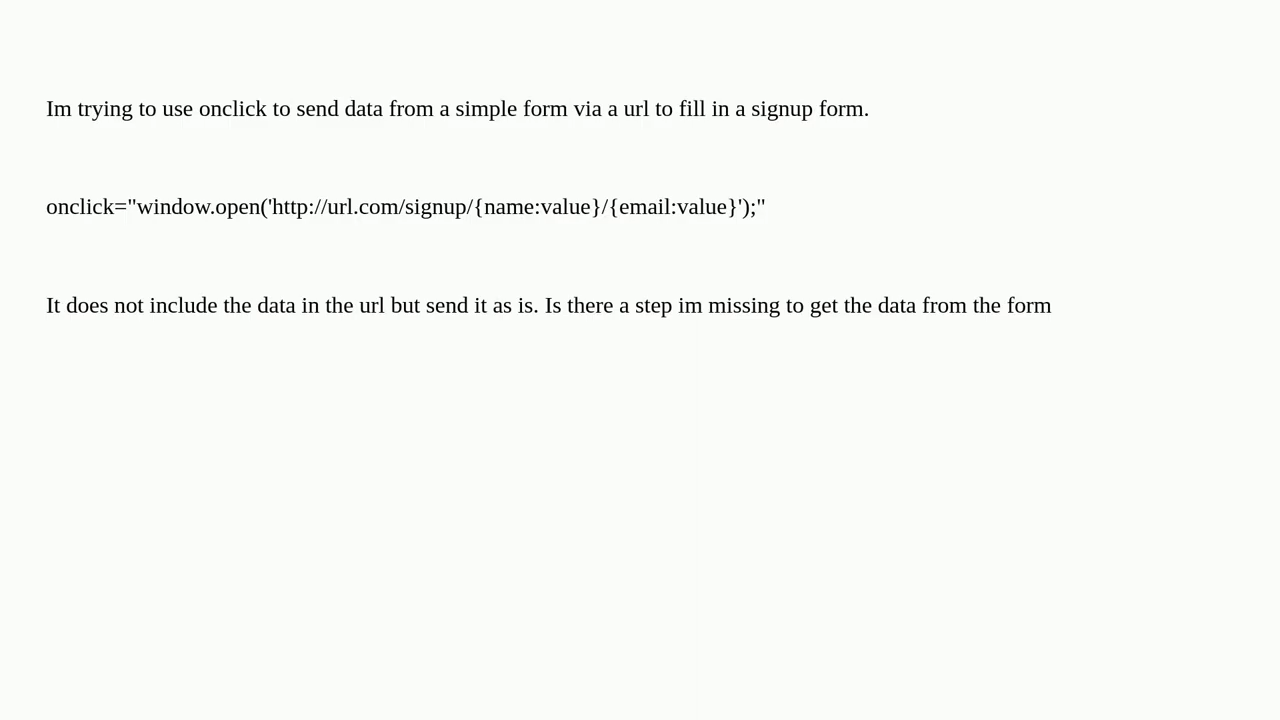 Im trying to use onclick to send data from a simple form via a url to fill in a signup form.
onclick="window.open('http://url.com/signup/{name:value}/{email:value}');"
It does not include the data in the url but send it as is. Is there a step im missing to get the data from the form